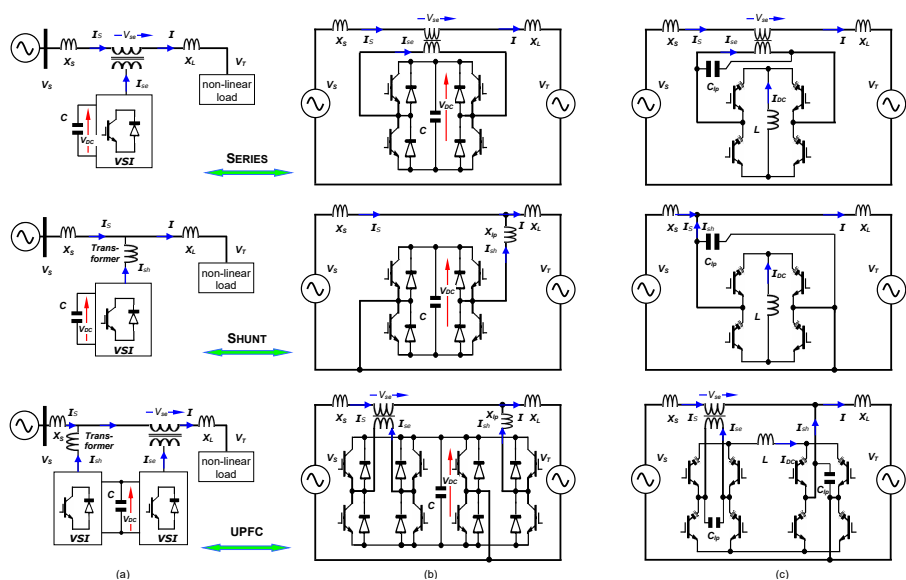 V_se
I_S
I
X_S
X_L
V_S
I_se
V_T
non-linear
load
C
V_DC
VSI
SERIES
V_se
X_S
I_S
I
X_L
I_se
V_S
V_T
V_DC
C
V_se
X_S
I_S
I
X_L
I_se
C_lp
V_S
V_T
I_DC
L
I_S
I
X_S
X_L
Trans-
former
V_S
I_sh
V_T
non-linear
load
C
V_DC
VSI
SHUNT
X_S
I_S
I
X_L
X_lp
I_sh
V_S
V_T
V_DC
C
X_S
I_S
I_sh
I
X_L
C_lp
V_S
V_T
I_DC
L
I_S
V_se
I
X_S
Trans-
former
X_L
V_S
I_sh
I_se
V_T
non-linear
load
C
V_DC
VSI
VSI
UPFC
V_se
X_S
I_S
I_se
X_lp
I_sh
I
X_L
V_S
V_T
C
V_DC
V_se
X_S
I_S
I_se
I_sh
I
X_L
V_S
V_T
L
I_DC
C_lp
C_lp
(a)
(b)
(c)